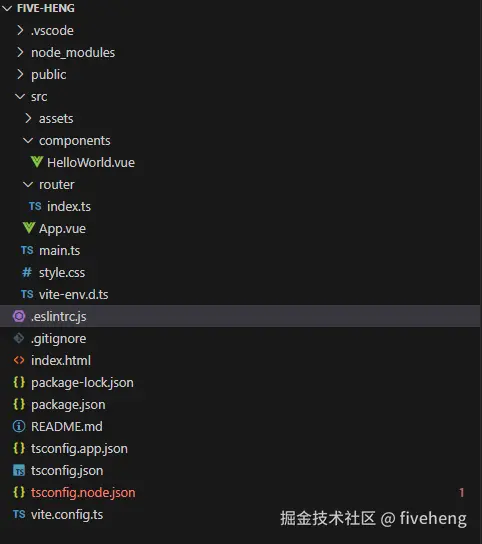 FIVE-HENG
.vscode
node_modules
public
src
assets
components
HelloWorld.vue
router
TS index.ts
App.vue
TS main.ts
# style.css
TS vite-env.d.ts
.eslintrc.js
.gitignore
<> index.html
{} package-lock.json
{} package.json
README.md
{} tsconfig.app.json
TS tsconfig.json
{} tsconfig.node.json 1
TS vite.config.ts
掘金技术社区 @ fiveheng